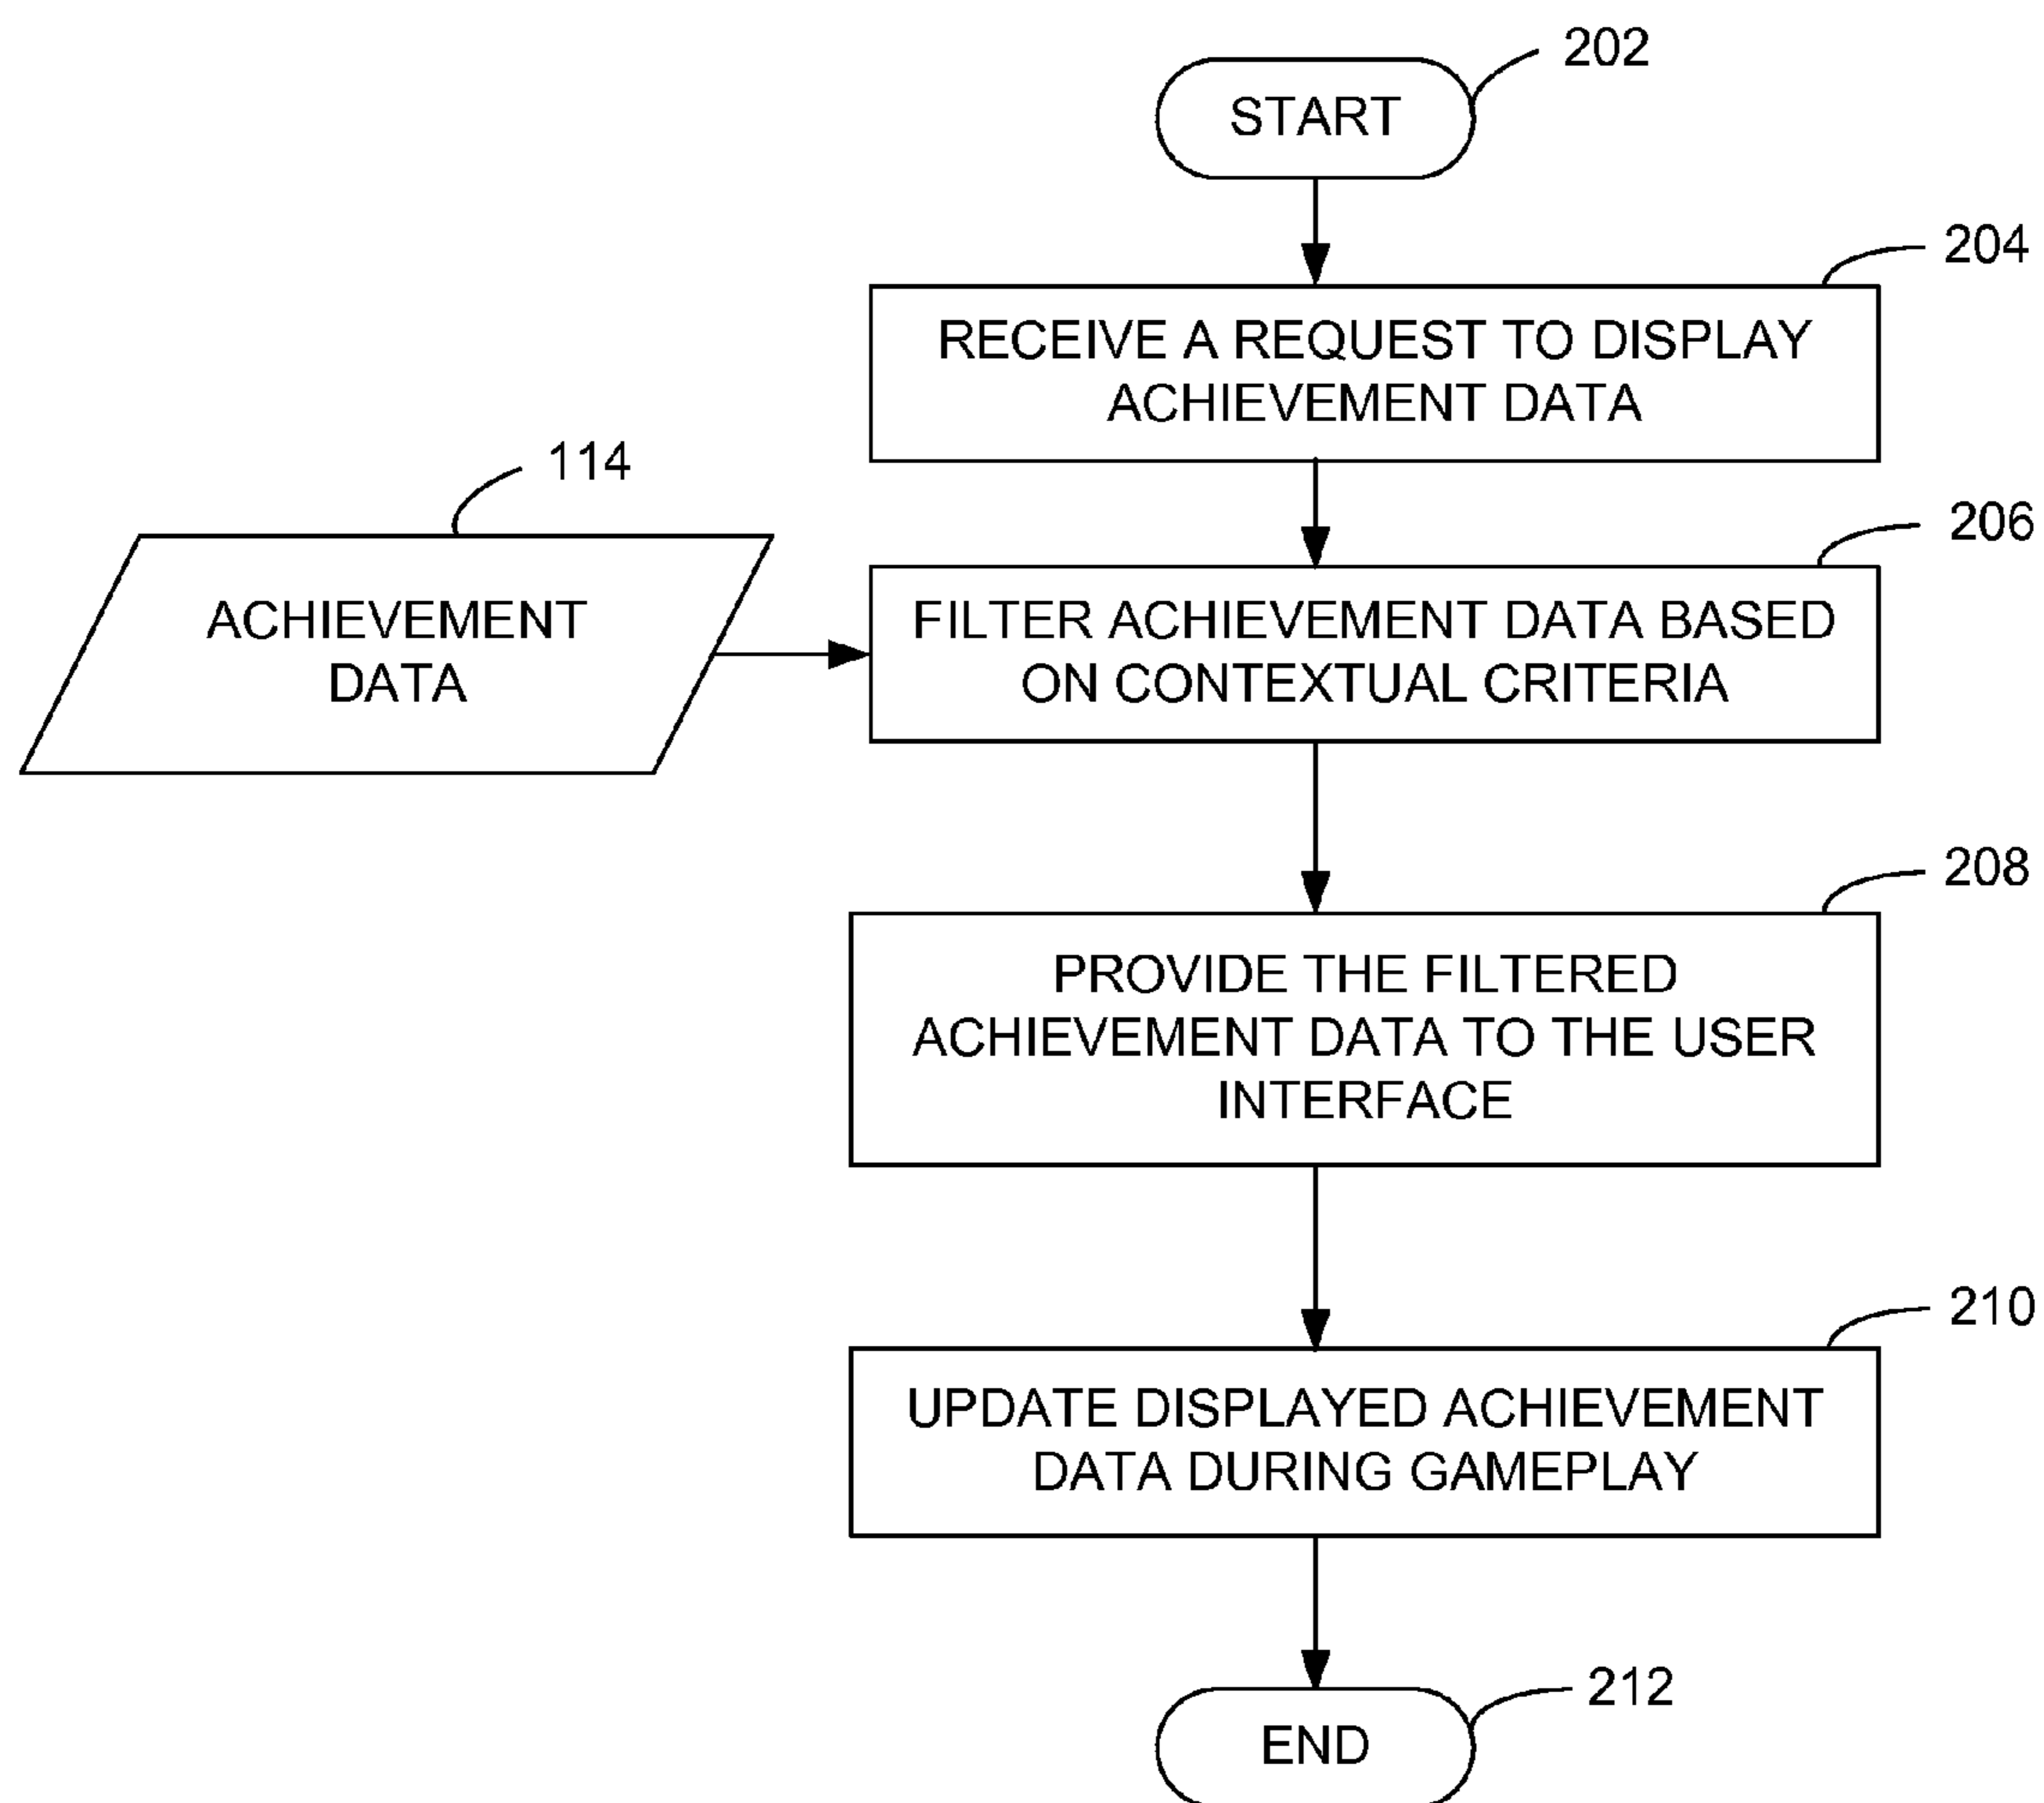 202
START
204
RECEIVE A REQUEST TO DISPLAY
ACHIEVEMENT DATA
114
ACHIEVEMENT
DATA
206
FILTER ACHIEVEMENT DATA BASED
ON CONTEXTUAL CRITERIA
208
PROVIDE THE FILTERED
ACHIEVEMENT DATA TO THE USER
INTERFACE
210
UPDATE DISPLAYED ACHIEVEMENT
DATA DURING GAMEPLAY
212
END